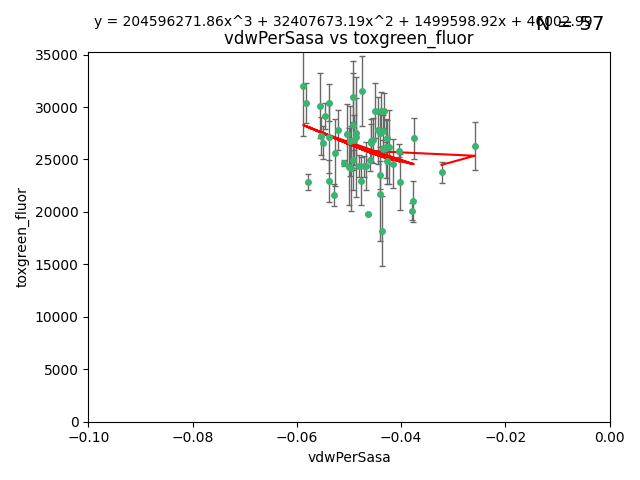 y = 204596271.86x^3 + 32407673.19x^2 + 1499598.92x + 46002.99
N = 57
vdwPerSasa vs toxgreen_fluor
35000
30000
25000
20000
15000
10000
5000
0
toxgreen_fluor
−0.10 −0.08 −0.06 −0.04 −0.02 0.00
vdwPerSasa